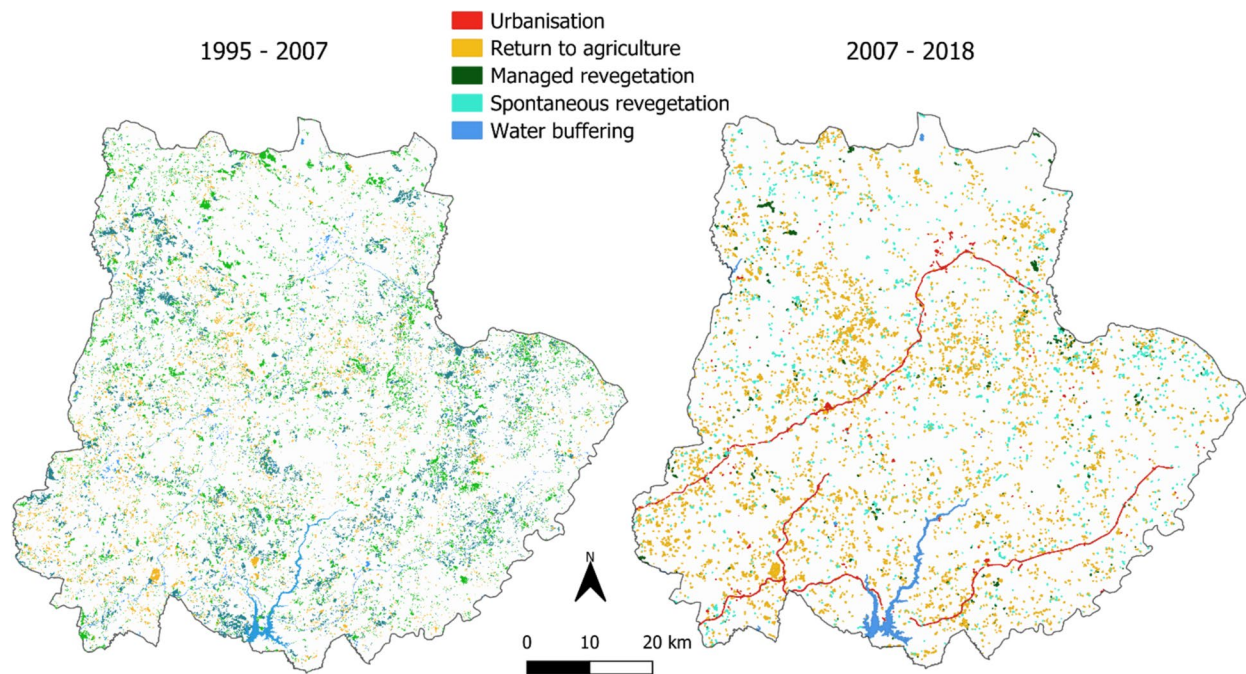 1995 - 2007
Urbanisation
Return to agriculture
Managed revegetation
Spontaneous revegetation
Water buffering
2007 - 2018
N
0 10 20 km